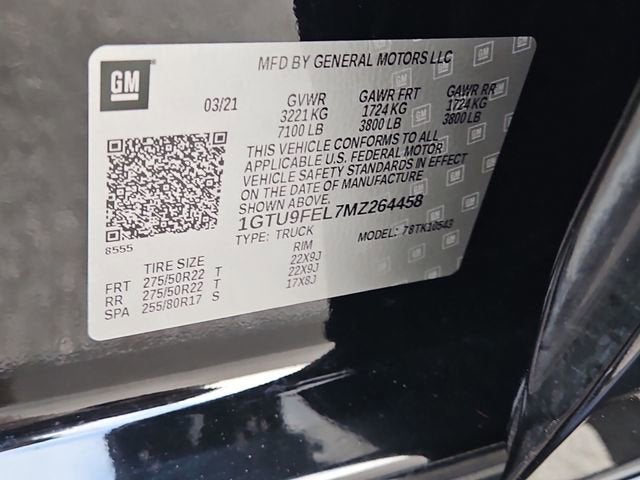 GM
MFD BY GENERAL MOTORS LLC
03/21 GVWR GAWR FRT GAWR RR
3221 KG 1724 KG 1724 KG
7100 LB 3800 LB 3800 LB
THIS VEHICLE CONFORMS TO ALL
APPLICABLE U.S. FEDERAL MOTOR
VEHICLE SAFETY STANDARDS IN EFFECT
ON THE DATE OF MANUFACTURE
SHOWN ABOVE.
1GTU9FEL7MZ264458
TYPE: TRUCK MODEL: 78TK10543
8555
TIRE SIZE RIM
FRT 275/50R22 T 22X9J
RR 275/50R22 T 22X9J
SPA 255/80R17 S 17X8J